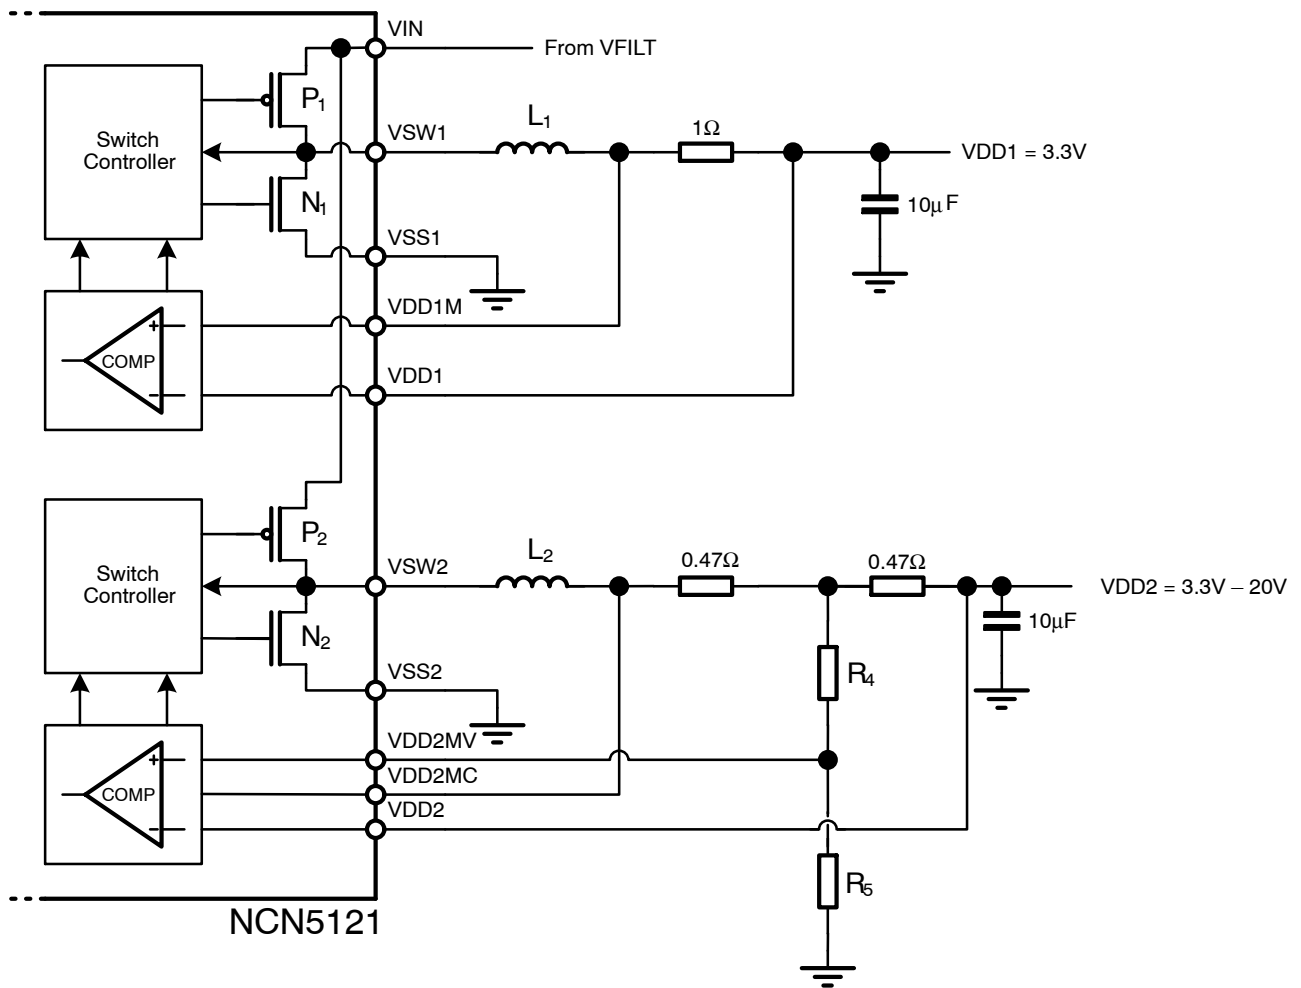 VIN
From VFILT
P1
Switch
Controller
VSW1
L1
1Ω
VDD1 = 3.3V
N1
10μF
VSS1
VDD1M
+
COMP
–
VDD1
P2
Switch
Controller
VSW2
L2
0.47Ω
0.47Ω
VDD2 = 3.3V – 20V
N2
10μF
VSS2
R4
VDD2MV
+
COMP
–
VDD2MC
VDD2
R5
NCN5121